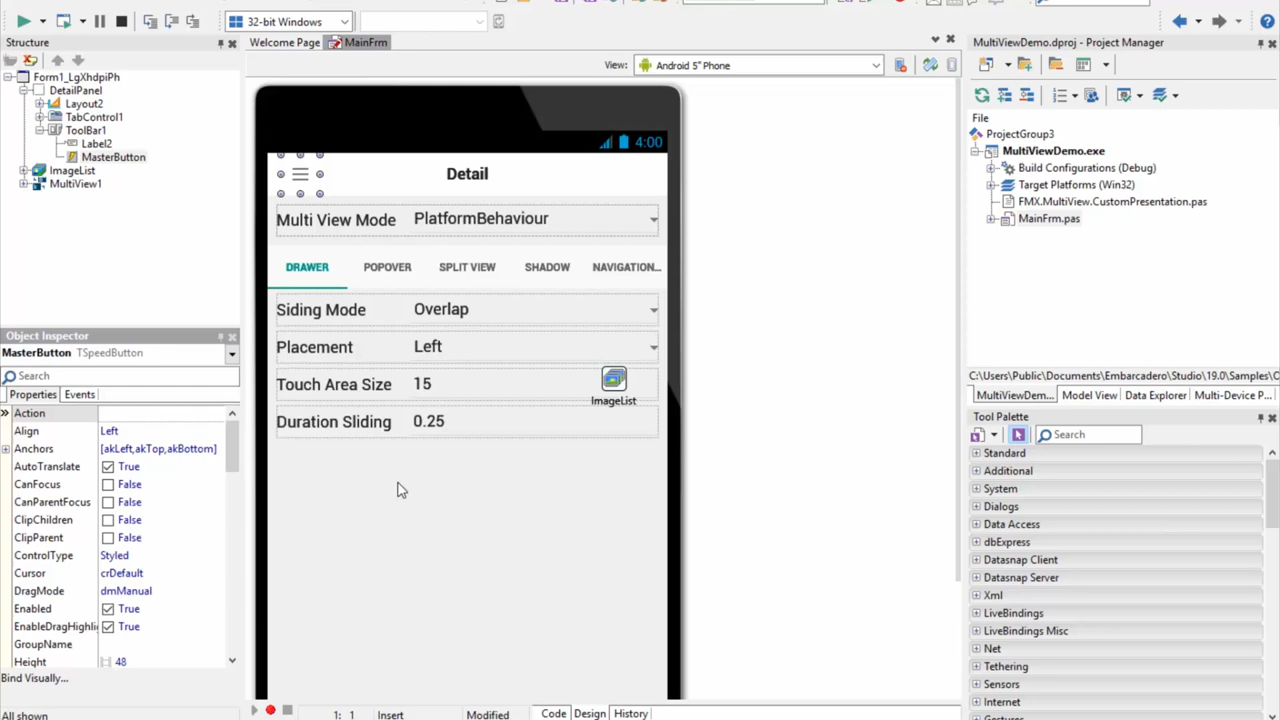 32-bit Windows
Structure
Form1_LgXhdpiPh
DetailPanel
Layout2
TabControl1
ToolBar1
Label2
MasterButton
ImageList
MultiView1
Object Inspector
MasterButton TSpeedButton
Search
Properties Events
Action
Align Left
Anchors [akLeft,akTop,akBottom]
AutoTranslate True
CanFocus False
CanParentFocus False
ClipChildren False
ClipParent False
ControlType Styled
Cursor crDefault
DragMode dmManual
Enabled True
EnableDragHighli True
GroupName
Height 48
Bind Visually...
All shown
Welcome Page MainFrm
View: Android 5" Phone
4:00
Detail
Multi View Mode PlatformBehaviour
DRAWER POPOVER SPLIT VIEW SHADOW NAVIGATION...
Siding Mode Overlap
Placement Left
Touch Area Size 15
ImageList
Duration Sliding 0.25
1: 1 Insert Modified Code Design History
MultiViewDemo.dproj - Project Manager
File
ProjectGroup3
MultiViewDemo.exe
Build Configurations (Debug)
Target Platforms (Win32)
FMX.MultiView.CustomPresentation.pas
MainFrm.pas
C:\Users\Public\Documents\Embarcadero\Studio\19.0\Samples\O
MultiViewDem... Model View Data Explorer Multi-Device P...
Tool Palette
Search
Standard
Additional
System
Dialogs
Data Access
dbExpress
Datasnap Client
Datasnap Server
Xml
LiveBindings
LiveBindings Misc
Net
Tethering
Sensors
Internet
Gestures